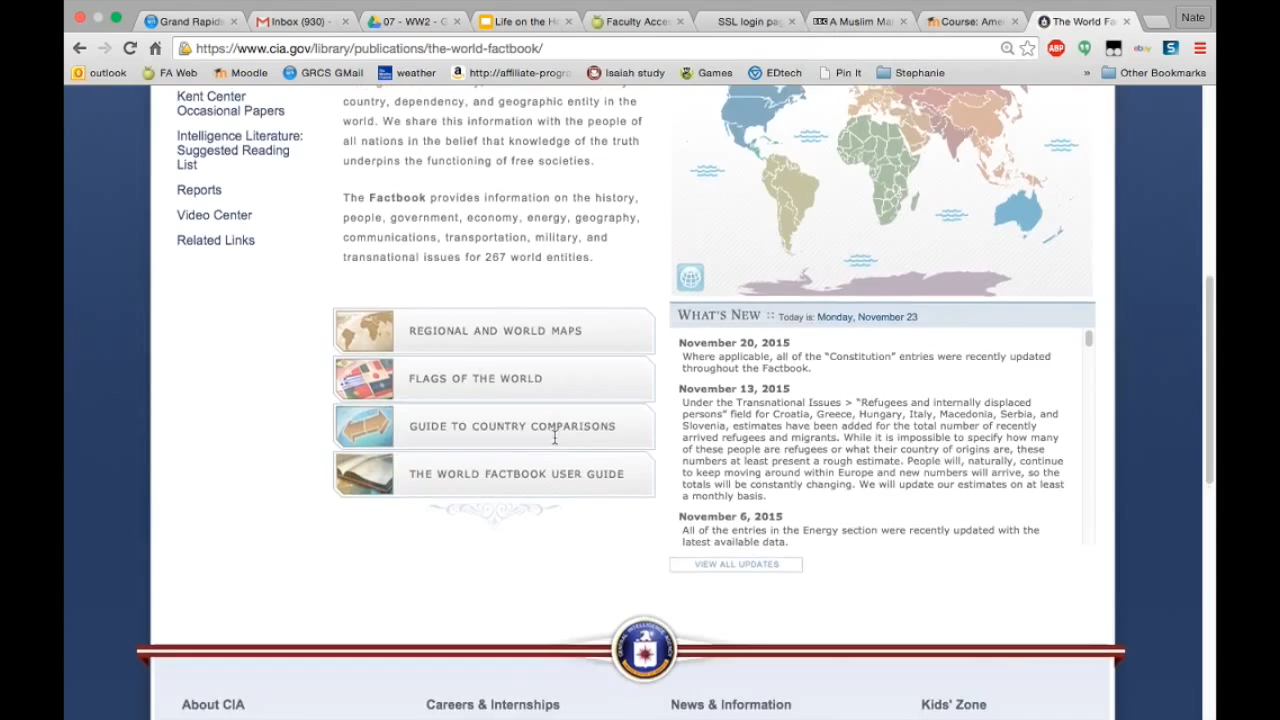 Grand Rapids
Inbox (930) -
07 - WW2 - G
Life on the Ho
Faculty Acces
SSL login pag
A Muslim Mar
Course: Amer
The World Fac
Nate
https://www.cia.gov/library/publications/the-world-factbook/
ABP
ebay
S
outlook
FA Web
Moodle
GRCS GMail
weather
http://affiliate-progra
Isaiah study
Games
EDtech
Pin It
Stephanie
»
Other Bookmarks
Kent Center
Occasional Papers
Intelligence Literature:
Suggested Reading
List
Reports
Video Center
Related Links
country, dependency, and geographic entity in the
world. We share this information with the people of
all nations in the belief that knowledge of the truth
underpins the functioning of free societies.
The Factbook provides information on the history,
people, government, economy, energy, geography,
communications, transportation, military, and
transnational issues for 267 world entities.
REGIONAL AND WORLD MAPS
FLAGS OF THE WORLD
GUIDE TO COUNTRY COMPARISONS
THE WORLD FACTBOOK USER GUIDE
WHAT'S NEW :: Today is: Monday, November 23
November 20, 2015
Where applicable, all of the “Constitution” entries were recently updated
throughout the Factbook.
November 13, 2015
Under the Transnational Issues > “Refugees and internally displaced
persons” field for Croatia, Greece, Hungary, Italy, Macedonia, Serbia, and
Slovenia, estimates have been added for the total number of recently
arrived refugees and migrants. While it is impossible to specify how many
of these people are refugees or what their country of origins are, these
numbers at least present a rough estimate. People will, naturally, continue
to keep moving around within Europe and new numbers will arrive, so the
totals will be constantly changing. We will update our estimates on at least
a monthly basis.
November 6, 2015
All of the entries in the Energy section were recently updated with the
latest available data.
VIEW ALL UPDATES
About CIA
Careers & Internships
News & Information
Kids' Zone